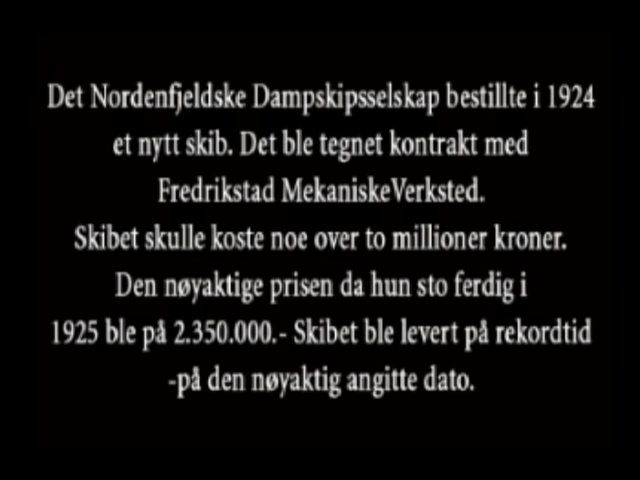 Det Nordenfjeldske Dampskipsselskap bestillte i 1924
et nytt skib. Det ble tegnet kontrakt med
Fredrikstad MekaniskeVerksted.
Skibet skulle koste noe over to millioner kroner.
Den nøyaktige prisen da hun sto ferdig i
1925 ble på 2.350.000.- Skibet ble levert på rekordtid
-på den nøyaktig angitte dato.